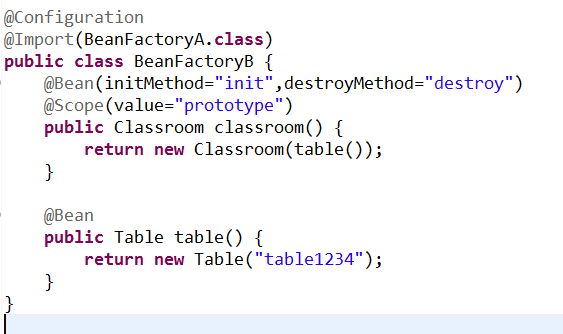 @Configuration
@Import(BeanFactoryA.class)
public class BeanFactoryB {
    @Bean(initMethod="init",destroyMethod="destroy")
    @Scope(value="prototype")
    public Classroom classroom() {
        return new Classroom(table());
    }

    @Bean
    public Table table() {
        return new Table("table1234");
    }
}